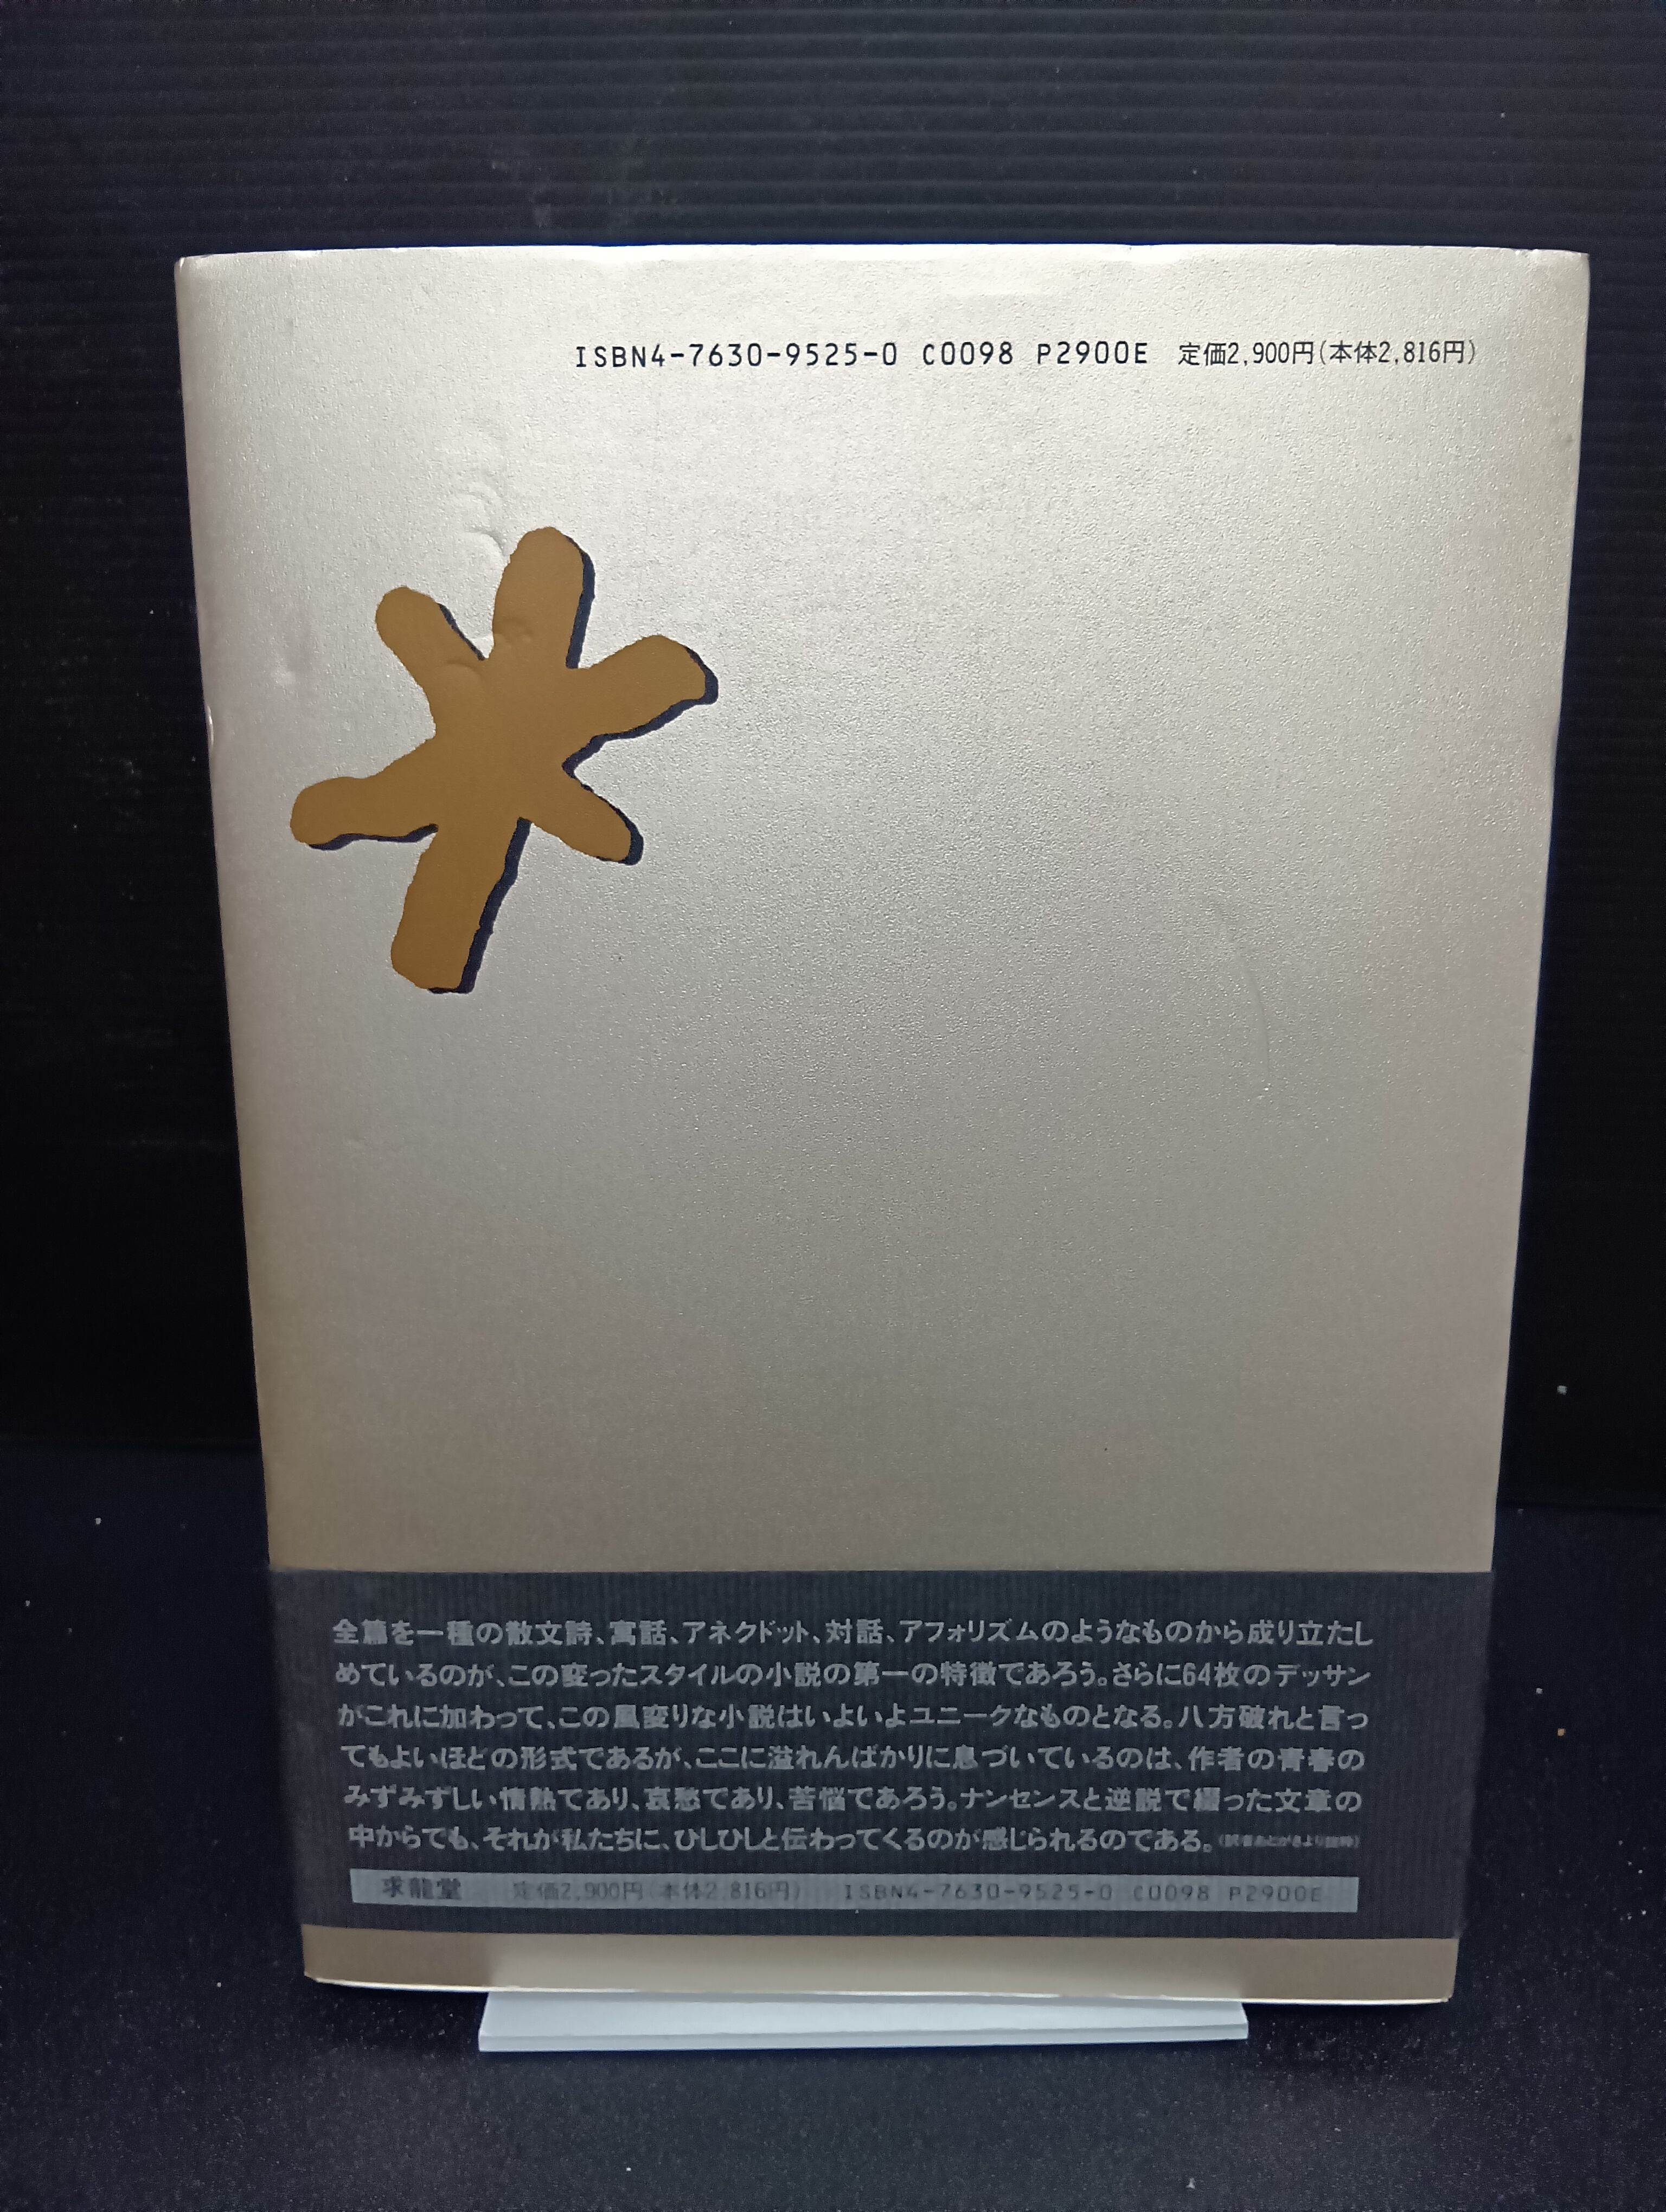 ISBN4-7630-9525-0 C0098 P2900E 定価2,900円(本体2,816円)
全篇を一種の散文詩、寓話、アネクドット、対話、アフォリズムのようなものから成り立たし
めているのが、この変ったスタイルの小説の第一の特徴であろう。さらに64枚のデッサン
がこれに加わって、この風変りな小説はいよいよユニークなものとなる。八方破れと言っ
てもよいほどの形式であるが、ここに溢れんばかりに息づいているのは、作者の青春の
みずみずしい情熱であり、哀愁であり、苦悩であろう。ナンセンスと逆説で綴った文章の
中からでも、それが私たちに、ひしひしと伝わってくるのが感じられるのである。(訳者あとがきより抜粋)
求龍堂 定価2,900円(本体2,816円) ISBN4-7630-9525-0 C0098 P2900E